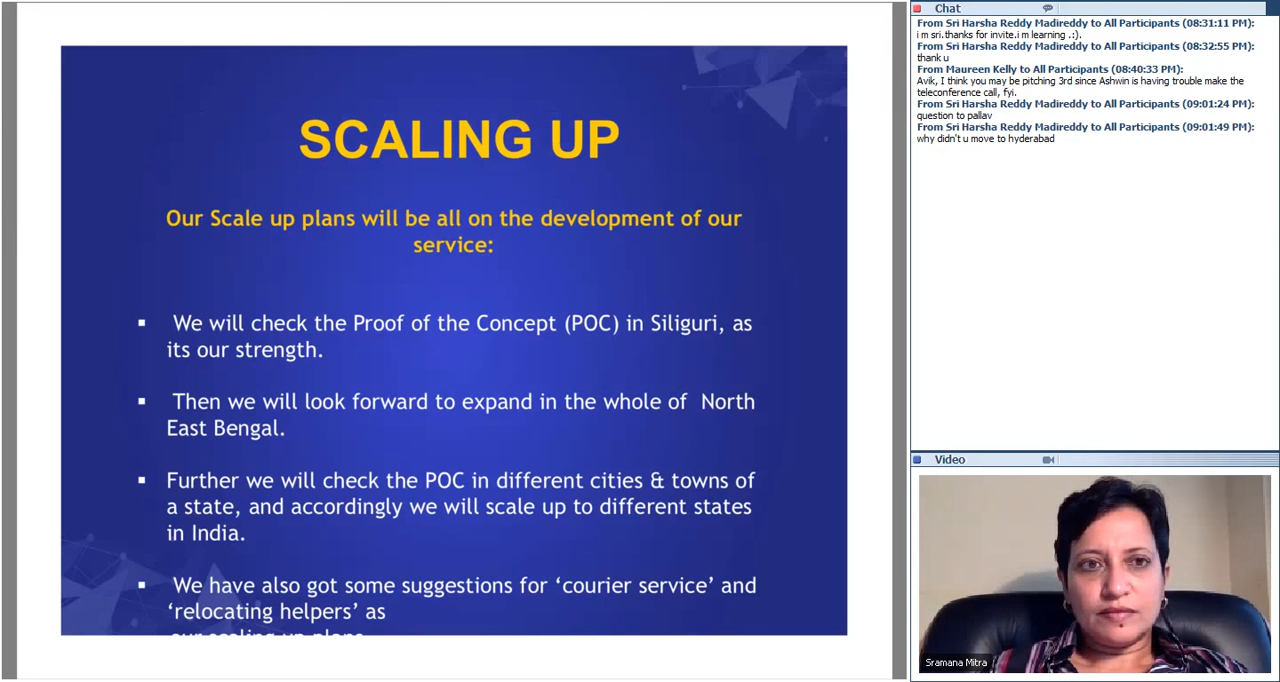 SCALING UP
Our Scale up plans will be all on the development of our
service:
▪ We will check the Proof of the Concept (POC) in Siliguri, as
its our strength.
▪ Then we will look forward to expand in the whole of North
East Bengal.
▪ Further we will check the POC in different cities & towns of
a state, and accordingly we will scale up to different states
in India.
▪ We have also got some suggestions for ‘courier service’ and
‘relocating helpers’ as
our scaling up plans
Chat
From Sri Harsha Reddy Madireddy to All Participants (08:31:11 PM):
i m sri.thanks for invite.i m learning .:).
From Sri Harsha Reddy Madireddy to All Participants (08:32:55 PM):
thank u
From Maureen Kelly to All Participants (08:40:33 PM):
Avik, I think you may be pitching 3rd since Ashwin is having trouble make the
teleconference call, fyi.
From Sri Harsha Reddy Madireddy to All Participants (09:01:24 PM):
question to pallav
From Sri Harsha Reddy Madireddy to All Participants (09:01:49 PM):
why didn't u move to hyderabad
Video
Sramana Mitra